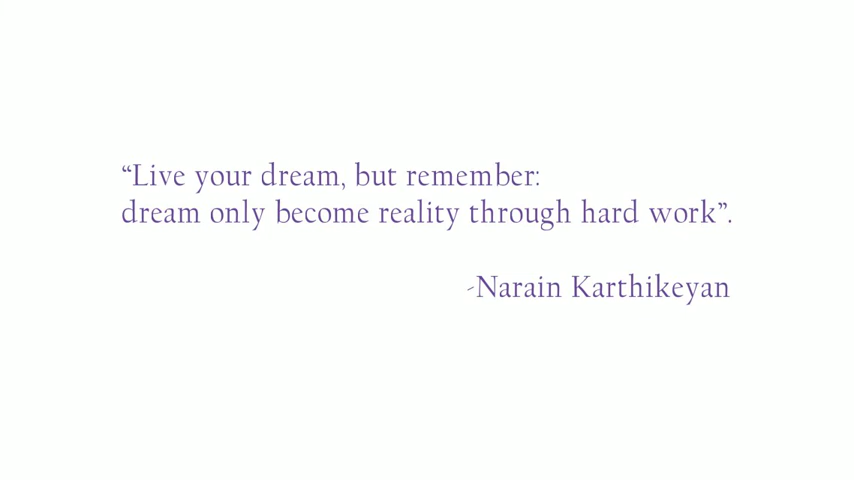 “Live your dream, but remember:
dream only become reality through hard work”.
-Narain Karthikeyan